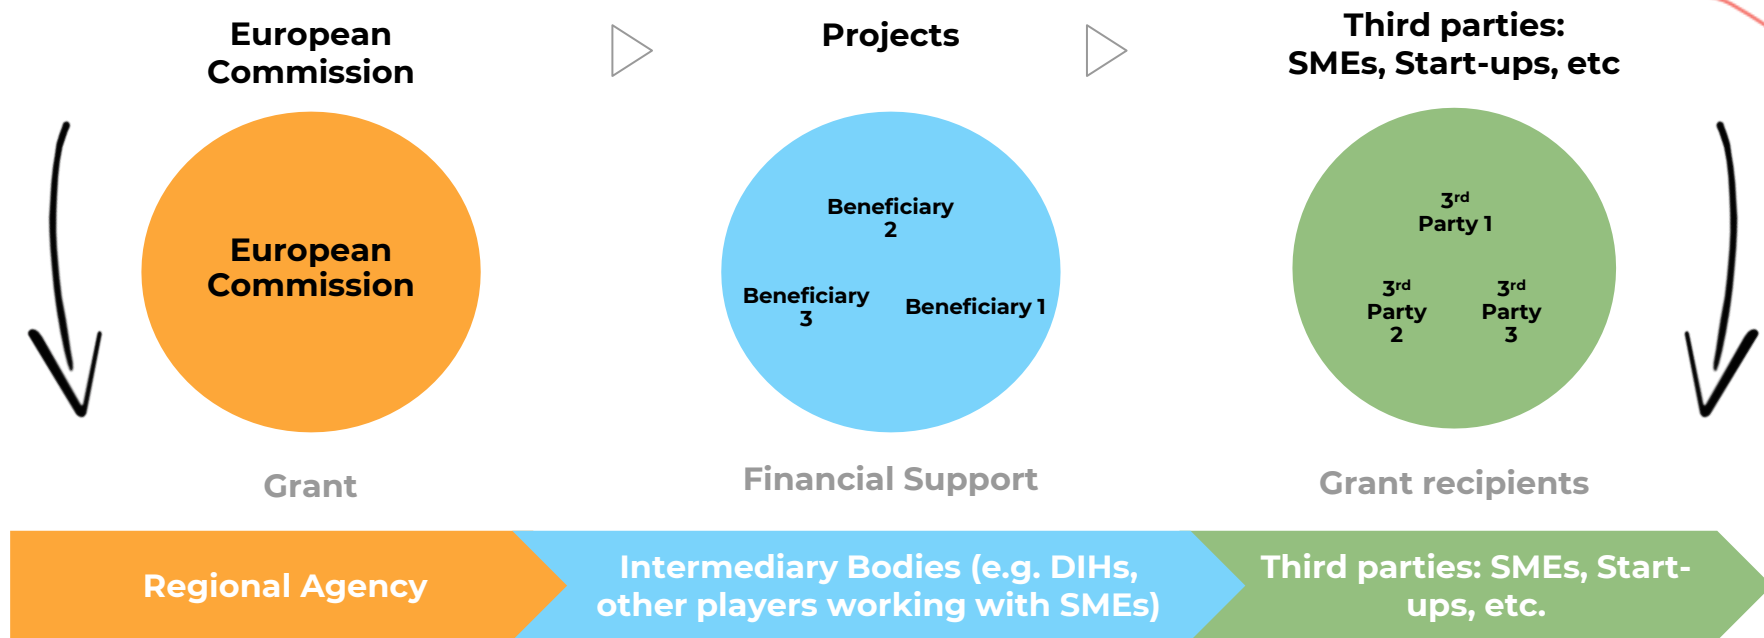 European
Commission
Projects
Third parties:
SMEs, Start-ups, etc
European
Commission
Beneficiary
2
Beneficiary
3
Beneficiary 1
3rd
Party 1
3rd
Party
2
3rd
Party
3
Grant
Financial Support
Grant recipients
Regional Agency
Intermediary Bodies (e.g. DIHs,
other players working with SMEs)
Third parties: SMEs, Start-
ups, etc.